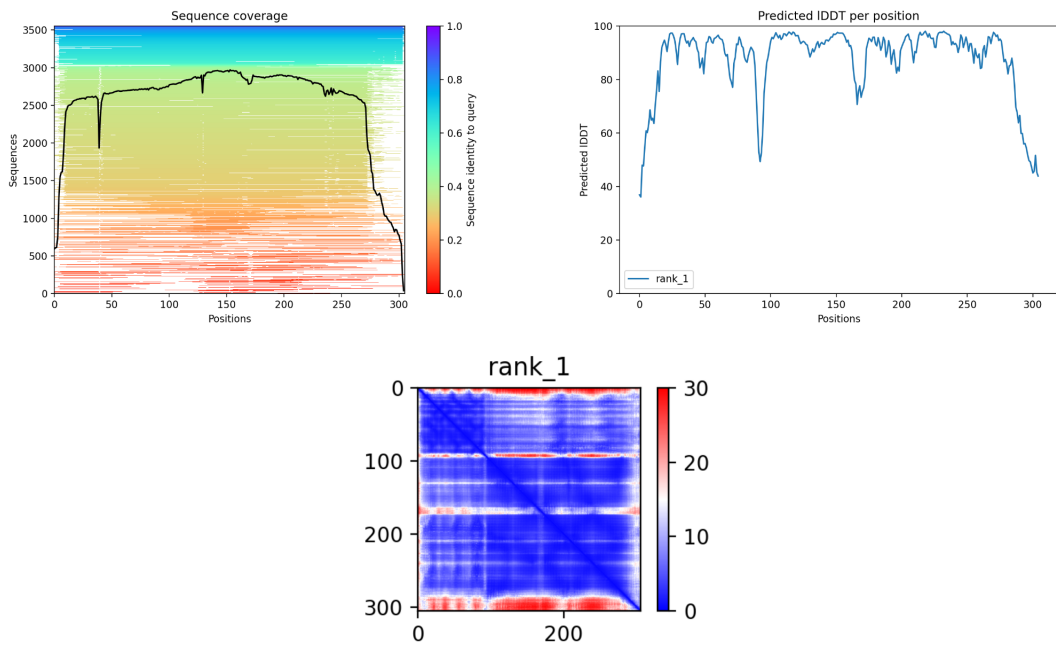 Sequence coverage
3500
3000
2500
2000
1500
1000
500
0
Sequences
0 50 100 150 200 250 300
Positions
1.0
0.8
0.6
0.4
0.2
0.0
Sequence identity to query
Predicted lDDT per position
100
80
60
40
20
0
Predicted lDDT
rank_1
0 50 100 150 200 250 300
Positions
rank_1
0
100
200
300
0 200
30
20
10
0